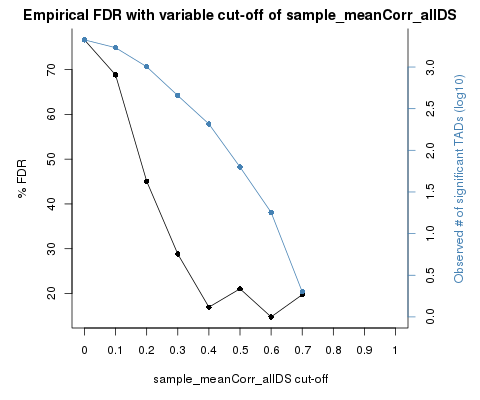 Empirical FDR with variable cut-off of sample_meanCorr_allDS
% FDR
70
60
50
40
30
20
3.0
2.5
2.0
1.5
1.0
0.5
0.0
Observed # of significant TADs (log10)
0 0.1 0.2 0.3 0.4 0.5 0.6 0.7 0.8 0.9 1
sample_meanCorr_allDS cut-off